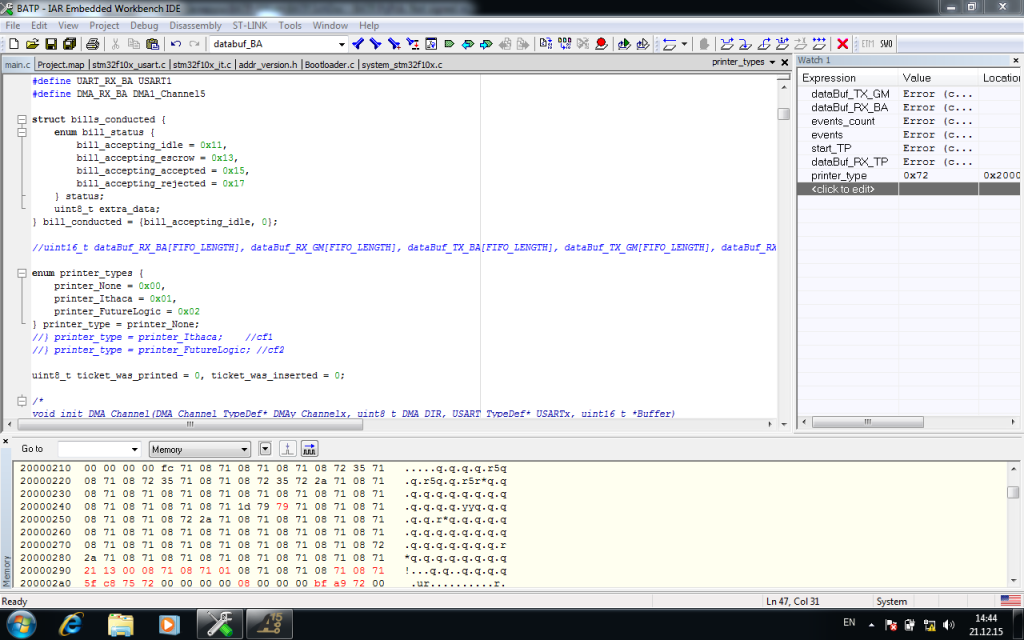 BATP - IAR Embedded Workbench IDE
File Edit View Project Debug Disassembly ST-LINK Tools Window Help
databuf_BA
ETM SWO
main.c Project.map stm32f10x_usart.c stm32f10x_it.c addr_version.h Bootloader.c system_stm32f10x.c printer_types
#define UART_RX_BA USART1
#define DMA_RX_BA DMA1_Channel5
struct bills_conducted {
enum bill_status {
bill_accepting_idle = 0x11,
bill_accepting_escrow = 0x13,
bill_accepting_accepted = 0x15,
bill_accepting_rejected = 0x17
} status;
uint8_t extra_data;
} bill_conducted = {bill_accepting_idle, 0};
//uint16_t dataBuf_RX_BA[FIFO_LENGTH], dataBuf_RX_GM[FIFO_LENGTH], dataBuf_TX_BA[FIFO_LENGTH], dataBuf_TX_GM[FIFO_LENGTH], dataBuf_RX
enum printer_types {
printer_None = 0x00,
printer_Ithaca = 0x01,
printer_FutureLogic = 0x02
} printer_type = printer_None;
//} printer_type = printer_Ithaca; //cf1
//} printer_type = printer_FutureLogic; //cf2
uint8_t ticket_was_printed = 0, ticket_was_inserted = 0;
/*
void init_DMA_Channel(DMA_Channel_TypeDef* DMAy_Channelx, uint8_t DMA_DIR, USART_TypeDef* USARTx, uint16_t *Buffer)
Watch 1
Expression Value Location
dataBuf_TX_GM Error (c...
dataBuf_RX_BA Error (c...
events_count Error (c...
events Error (c...
start_TP Error (c...
dataBuf_RX_TP Error (c...
printer_type 0x72 0x2000
<click to edit>
Go to Memory
20000210 00 00 00 00 fc 71 08 71 08 71 08 71 08 72 35 71 .....q.q.q.q.r5q
20000220 08 71 08 72 35 71 08 71 08 72 35 72 2a 71 08 71 .q.r5q.q.r5r*q.q
20000230 08 71 08 71 08 71 08 71 08 71 08 71 08 71 08 71 .q.q.q.q.q.q.q.q
20000240 08 71 08 71 08 71 08 71 1d 79 79 71 08 71 08 71 .q.q.q.q.yyq.q.q
20000250 08 71 08 71 08 72 2a 71 08 71 08 71 08 71 08 71 .q.q.r*q.q.q.q.q
20000260 08 71 08 71 08 71 08 71 08 71 08 71 08 71 08 71 .q.q.q.q.q.q.q.q
20000270 08 71 08 71 08 71 08 71 08 71 08 71 08 71 08 72 .q.q.q.q.q.q.q.r
20000280 2a 71 08 71 08 71 08 71 08 71 08 71 08 71 08 71 *q.q.q.q.q.q.q.q
20000290 21 13 00 08 71 08 71 01 08 71 08 71 08 71 08 71 !...q.q..q.q.q.q
200002a0 5f c8 75 72 00 00 00 00 08 00 00 00 bf a9 72 00 .ur..........r.
Memory
Ready Ln 47, Col 31 System
EN 14:44
21.12.15